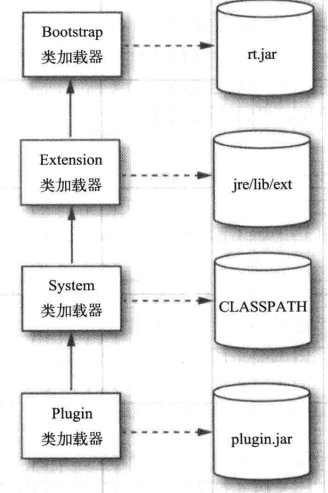 Bootstrap
类加载器
rt.jar
Extension
类加载器
jre/lib/ext
System
类加载器
CLASSPATH
Plugin
类加载器
plugin.jar